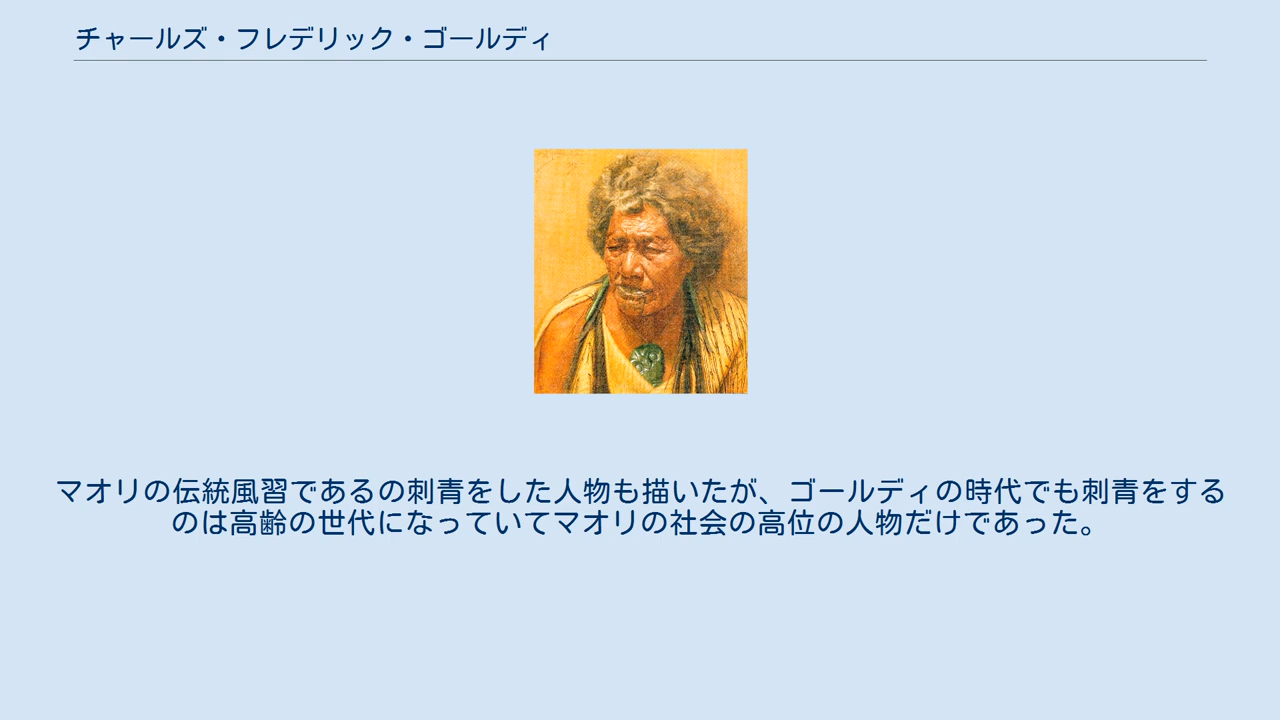 チャールズ・フレデリック・ゴールディ
マオリの伝統風習であるの刺青をした人物も描いたが、ゴールディの時代でも刺青をする
のは高齢の世代になっていてマオリの社会の高位の人物だけであった。